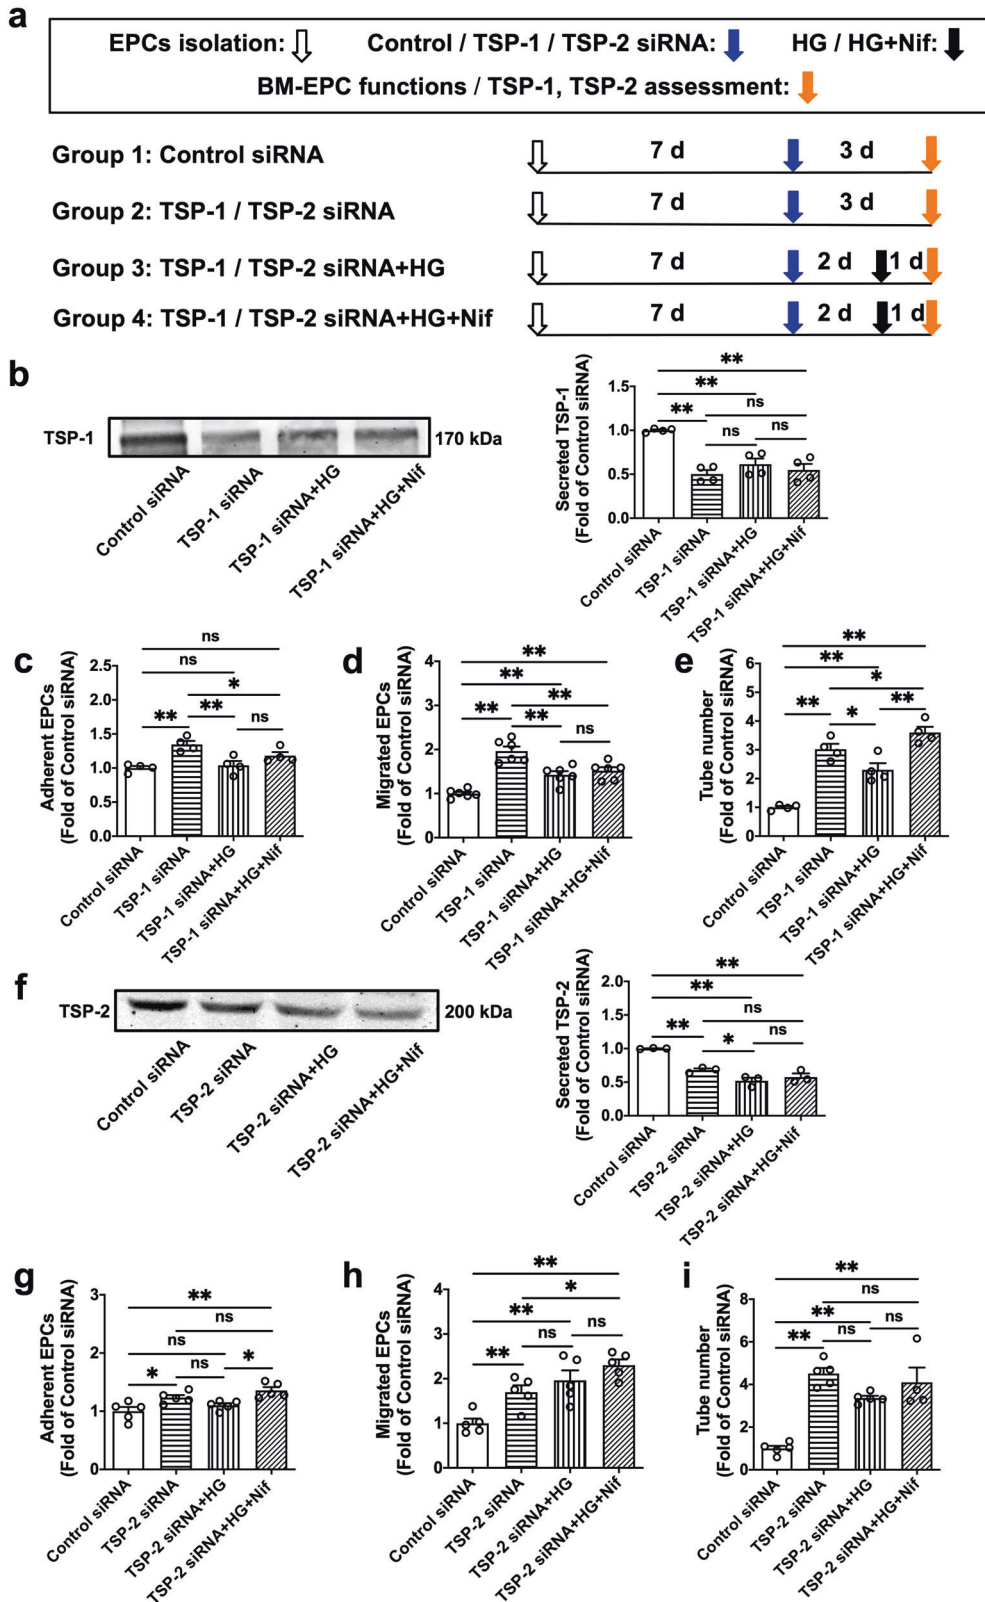 a
EPCs isolation: Control / TSP-1 / TSP-2 siRNA: HG / HG+Nif:
BM-EPC functions / TSP-1, TSP-2 assessment:
Group 1: Control siRNA 7 d 3 d
Group 2: TSP-1 / TSP-2 siRNA 7 d 3 d
Group 3: TSP-1 / TSP-2 siRNA+HG 7 d 2 d 1 d
Group 4: TSP-1 / TSP-2 siRNA+HG+Nif 7 d 2 d 1 d
b
TSP-1
170 kDa
Control siRNA
TSP-1 siRNA
TSP-1 siRNA+HG
TSP-1 siRNA+HG+Nif
Secreted TSP-1
(Fold of Control siRNA)
1.5
1.0
0.5
0.0
**
**
** ns
ns ns
Control siRNA
TSP-1 siRNA
TSP-1 siRNA+HG
TSP-1 siRNA+HG+Nif
c
Adherent EPCs
(Fold of Control siRNA)
2.5
2.0
1.5
1.0
0.5
0.0
ns
ns
*
** ** ns
Control siRNA
TSP-1 siRNA
TSP-1 siRNA+HG
TSP-1 siRNA+HG+Nif
d
Migrated EPCs
(Fold of Control siRNA)
4
3
2
1
0
**
**
**
** ** ns
Control siRNA
TSP-1 siRNA
TSP-1 siRNA+HG
TSP-1 siRNA+HG+Nif
e
Tube number
(Fold of Control siRNA)
6
4
2
0
**
**
*
** * **
Control siRNA
TSP-1 siRNA
TSP-1 siRNA+HG
TSP-1 siRNA+HG+Nif
f
TSP-2
200 kDa
Control siRNA
TSP-2 siRNA
TSP-2 siRNA+HG
TSP-2 siRNA+HG+Nif
Secreted TSP-2
(Fold of Control siRNA)
2.0
1.5
1.0
0.5
0.0
**
**
ns
** * ns
Control siRNA
TSP-2 siRNA
TSP-2 siRNA+HG
TSP-2 siRNA+HG+Nif
g
Adherent EPCs
(Fold of Control siRNA)
3
2
1
0
**
ns
ns
* ns *
Control siRNA
TSP-2 siRNA
TSP-2 siRNA+HG
TSP-2 siRNA+HG+Nif
h
Migrated EPCs
(Fold of Control siRNA)
4
3
2
1
0
**
*
**
** ns ns
Control siRNA
TSP-2 siRNA
TSP-2 siRNA+HG
TSP-2 siRNA+HG+Nif
i
Tube number
(Fold of Control siRNA)
8
6
4
2
0
**
ns
**
** ns ns
Control siRNA
TSP-2 siRNA
TSP-2 siRNA+HG
TSP-2 siRNA+HG+Nif